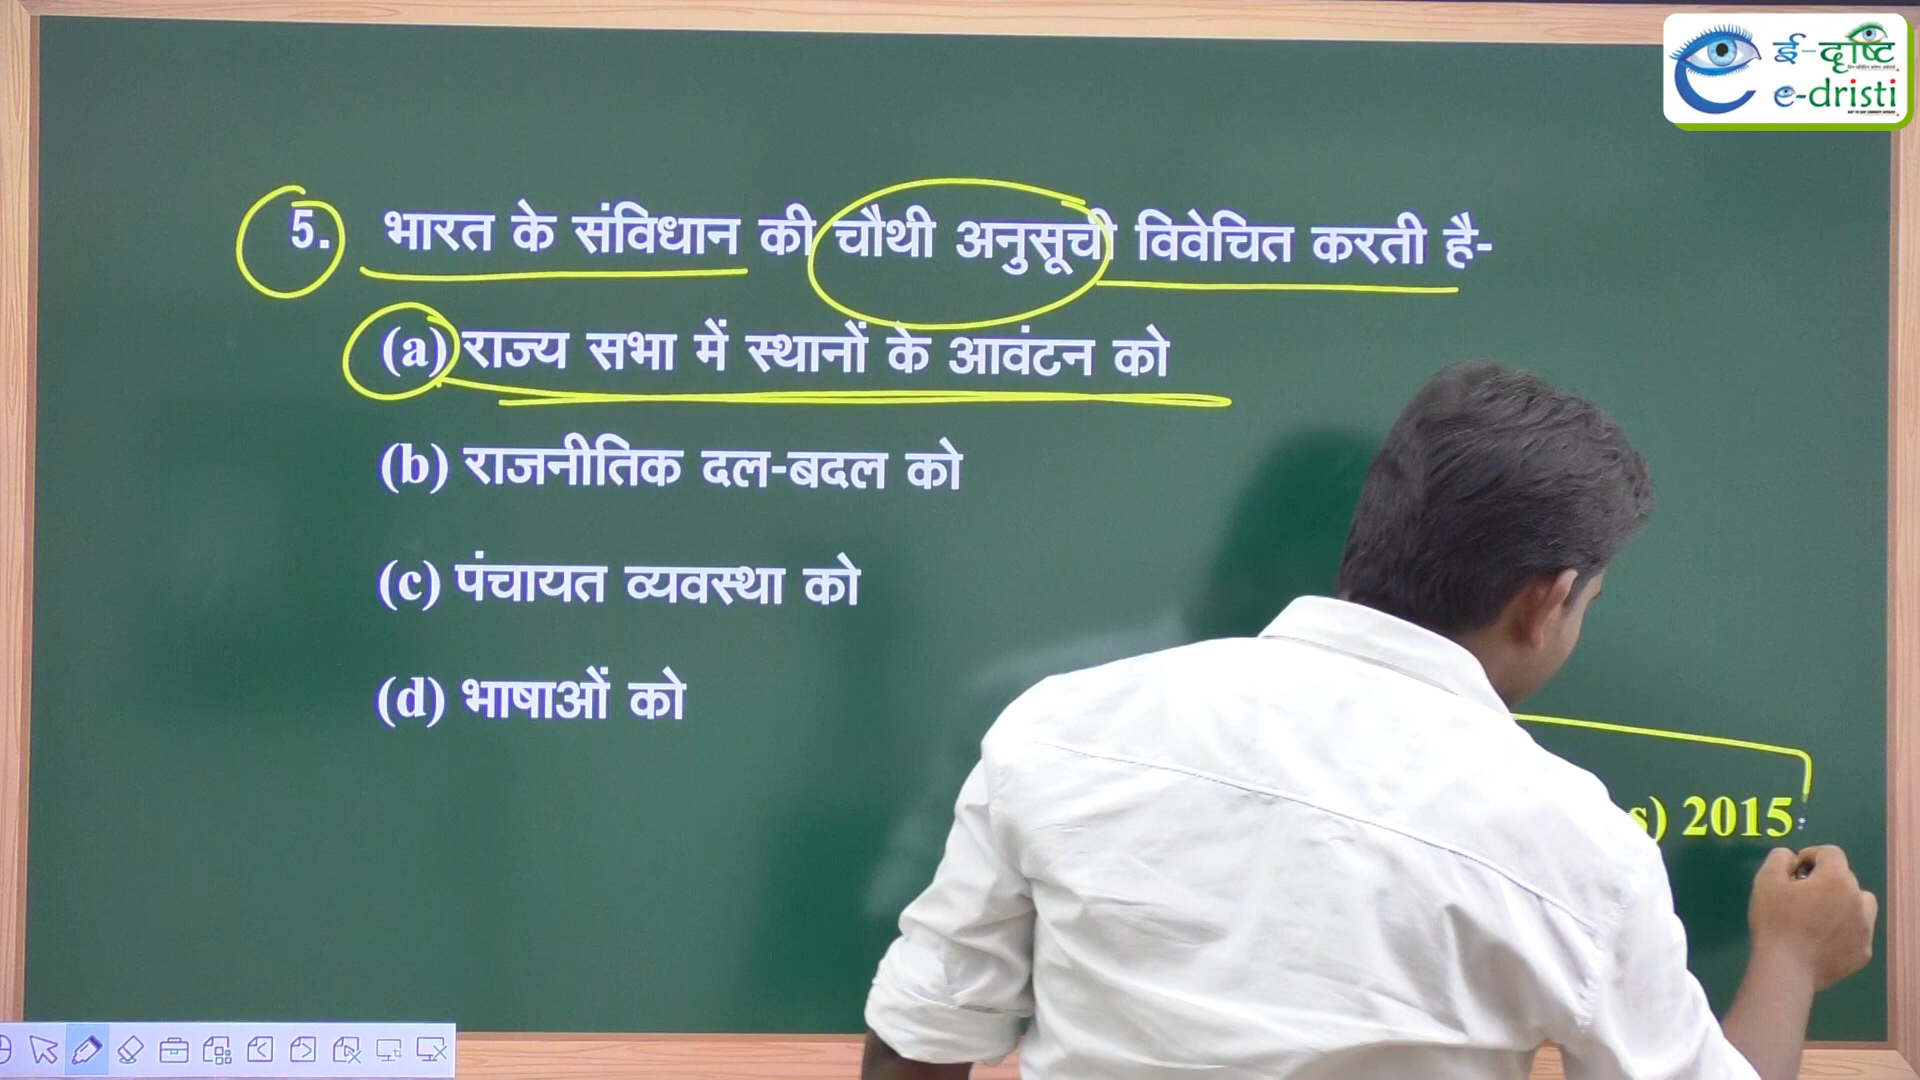 ई-दृष्टि
e-dristi
5. भारत के संविधान की चौथी अनुसूची विवेचित करती है-
(a) राज्य सभा में स्थानों के आवंटन को
(b) राजनीतिक दल-बदल को
(c) पंचायत व्यवस्था को
(d) भाषाओं को
s) 2015